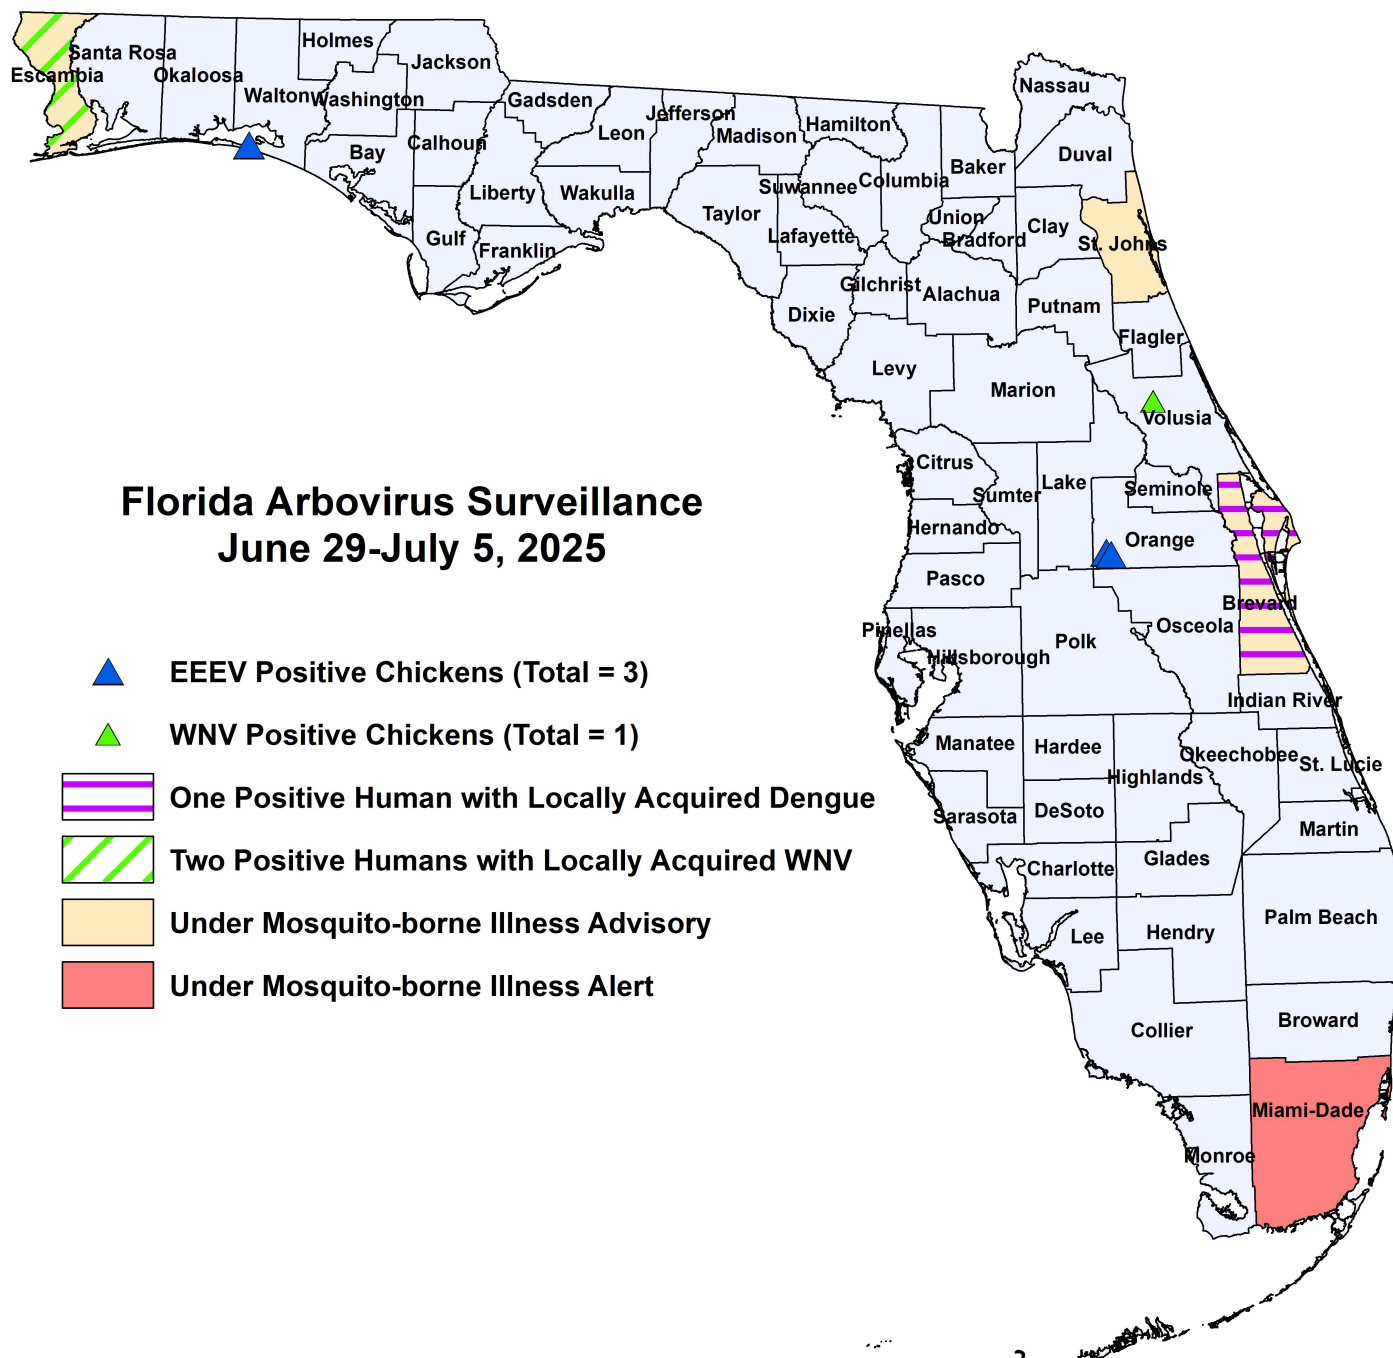 Holmes
Jackson
Santa Rosa
Escambia
Okaloosa
Walton
Washington
Gadsden
Nassau
Jefferson
Leon
Madison
Hamilton
Calhoun
Bay
Duval
Baker
Liberty
Wakulla
Suwannee
Columbia
Taylor
Union
Clay
Lafayette
Bradford
St. Johns
Gulf
Franklin
Gilchrist
Alachua
Putnam
Dixie
Flagler
Levy
Marion
Volusia
Citrus
Sumter
Lake
Seminole
Hernando
Orange
Pasco
Brevard
Pinellas
Osceola
Polk
Hillsborough
Indian River
Manatee
Hardee
Okeechobee
St. Lucie
Highlands
Sarasota
DeSoto
Martin
Charlotte
Glades
Palm Beach
Lee
Hendry
Collier
Broward
Miami-Dade
Monroe
Florida Arbovirus Surveillance
June 29-July 5, 2025
EEEV Positive Chickens (Total = 3)
WNV Positive Chickens (Total = 1)
One Positive Human with Locally Acquired Dengue
Two Positive Humans with Locally Acquired WNV
Under Mosquito-borne Illness Advisory
Under Mosquito-borne Illness Alert